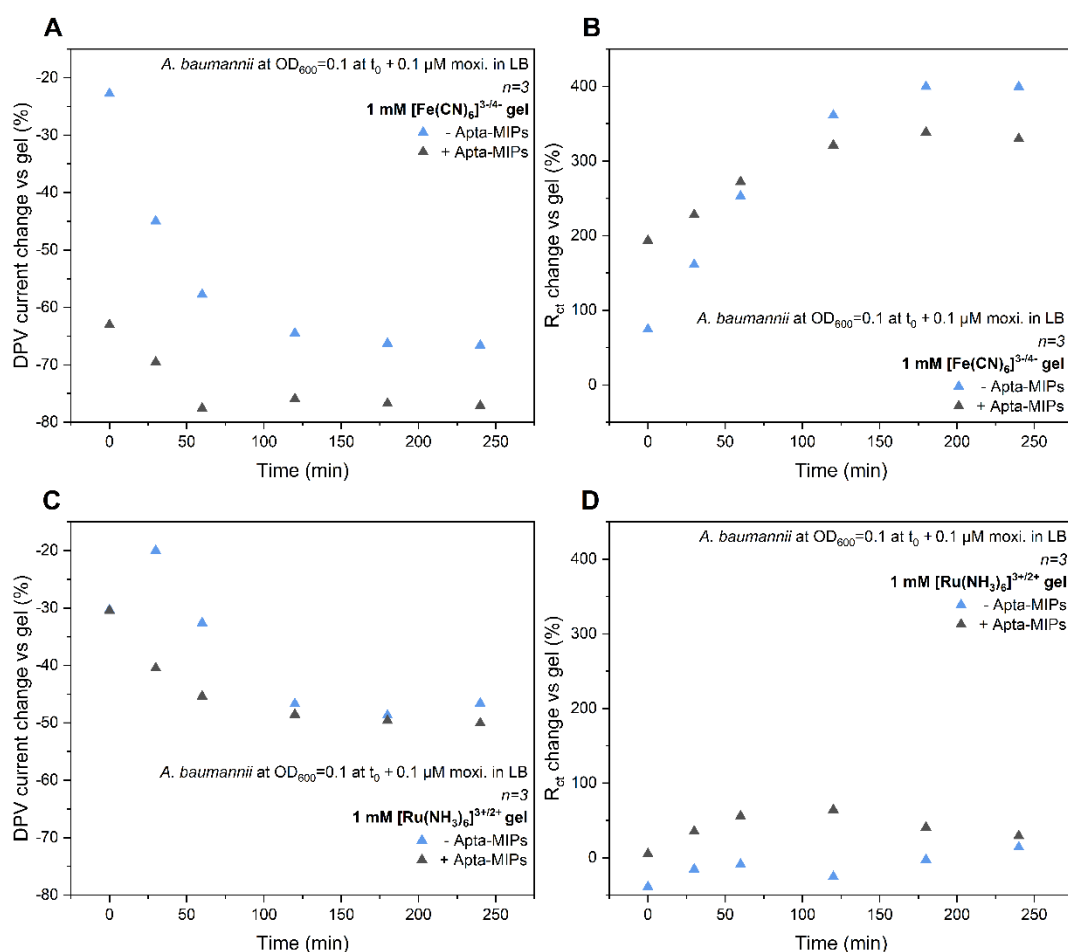 A
A. baumannii at OD600=0.1 at t0 + 0.1 µM moxi. in LB
n=3
1 mM [Fe(CN)6]3-/4- gel
- Apta-MIPs
+ Apta-MIPs
DPV current change vs gel (%)
-20
-30
-40
-50
-60
-70
-80
0 50 100 150 200 250
Time (min)
B
400
300
200
100
0
Rct change vs gel (%)
A. baumannii at OD600=0.1 at t0 + 0.1 µM moxi. in LB
n=3
1 mM [Fe(CN)6]3-/4- gel
- Apta-MIPs
+ Apta-MIPs
0 50 100 150 200 250
Time (min)
C
-20
-30
-40
-50
-60
-70
-80
DPV current change vs gel (%)
A. baumannii at OD600=0.1 at t0 + 0.1 µM moxi. in LB
n=3
1 mM [Ru(NH3)6]3+/2+ gel
- Apta-MIPs
+ Apta-MIPs
0 50 100 150 200 250
Time (min)
D
A. baumannii at OD600=0.1 at t0 + 0.1 µM moxi. in LB
n=3
1 mM [Ru(NH3)6]3+/2+ gel
- Apta-MIPs
+ Apta-MIPs
400
300
200
100
0
Rct change vs gel (%)
0 50 100 150 200 250
Time (min)